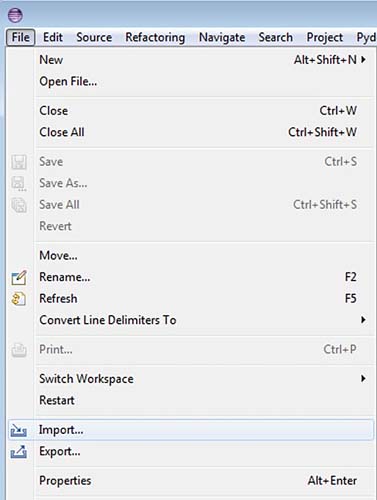 File Edit Source Refactoring Navigate Search Project Pyd
New Alt+Shift+N
Open File...
Close Ctrl+W
Close All Ctrl+Shift+W
Save Ctrl+S
Save As...
Save All Ctrl+Shift+S
Revert
Move...
Rename... F2
Refresh F5
Convert Line Delimiters To
Print... Ctrl+P
Switch Workspace
Restart
Import...
Export...
Properties Alt+Enter